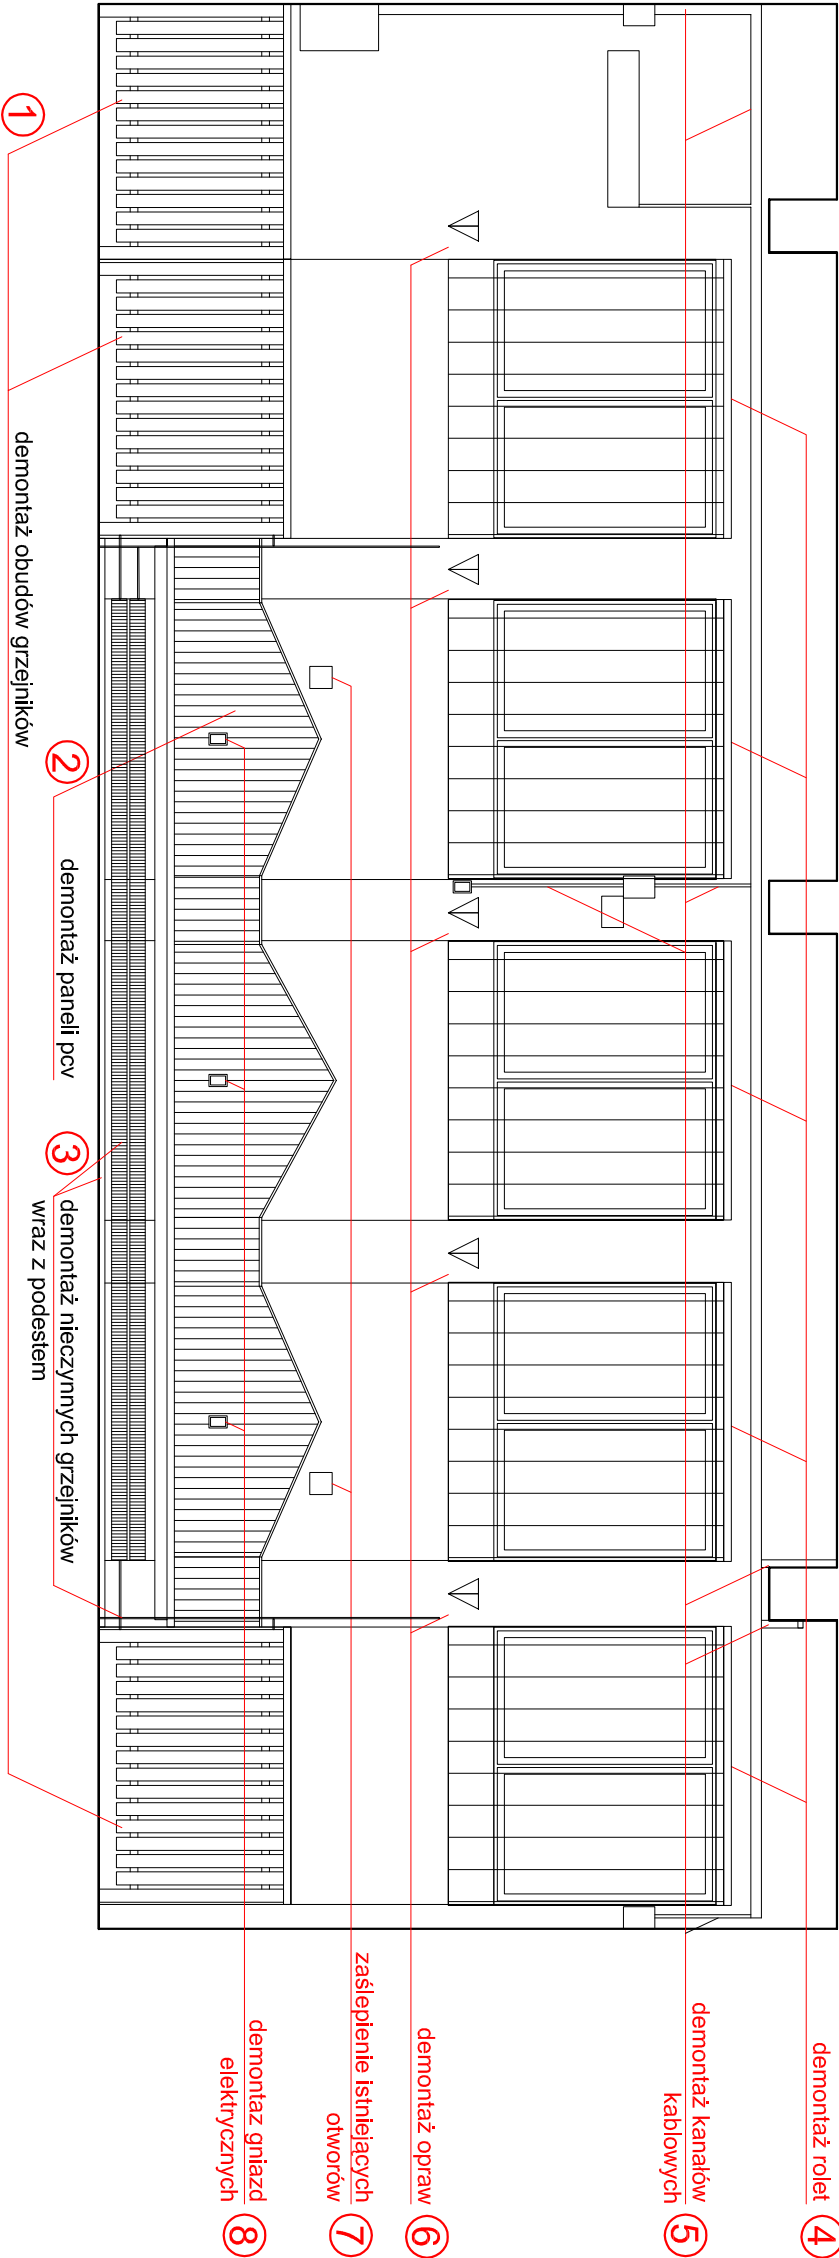 demontaż rolet
4
demontaż kanałów
kablowych
5
demontaż opraw
6
zaślepienie istniejących
otworów
7
demontaz gniazd
elektrycznych
8
1
demontaż obudów grzejników
2
demontaż paneli pcv
3
demontaż nieczynnych grzejników
wraz z podestem